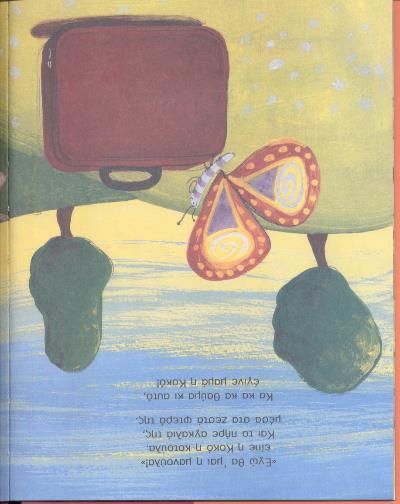 «Εγώ θα 'μαι η μανούλα!»
είπε η Κοκό η κοτούλα.
Και το πήρε αγκαλιά της,
μέσα στα ζεστά φτερά της.
Κα κα κα θαύμα κι αυτό,
έγινε μαμά η Κοκό!